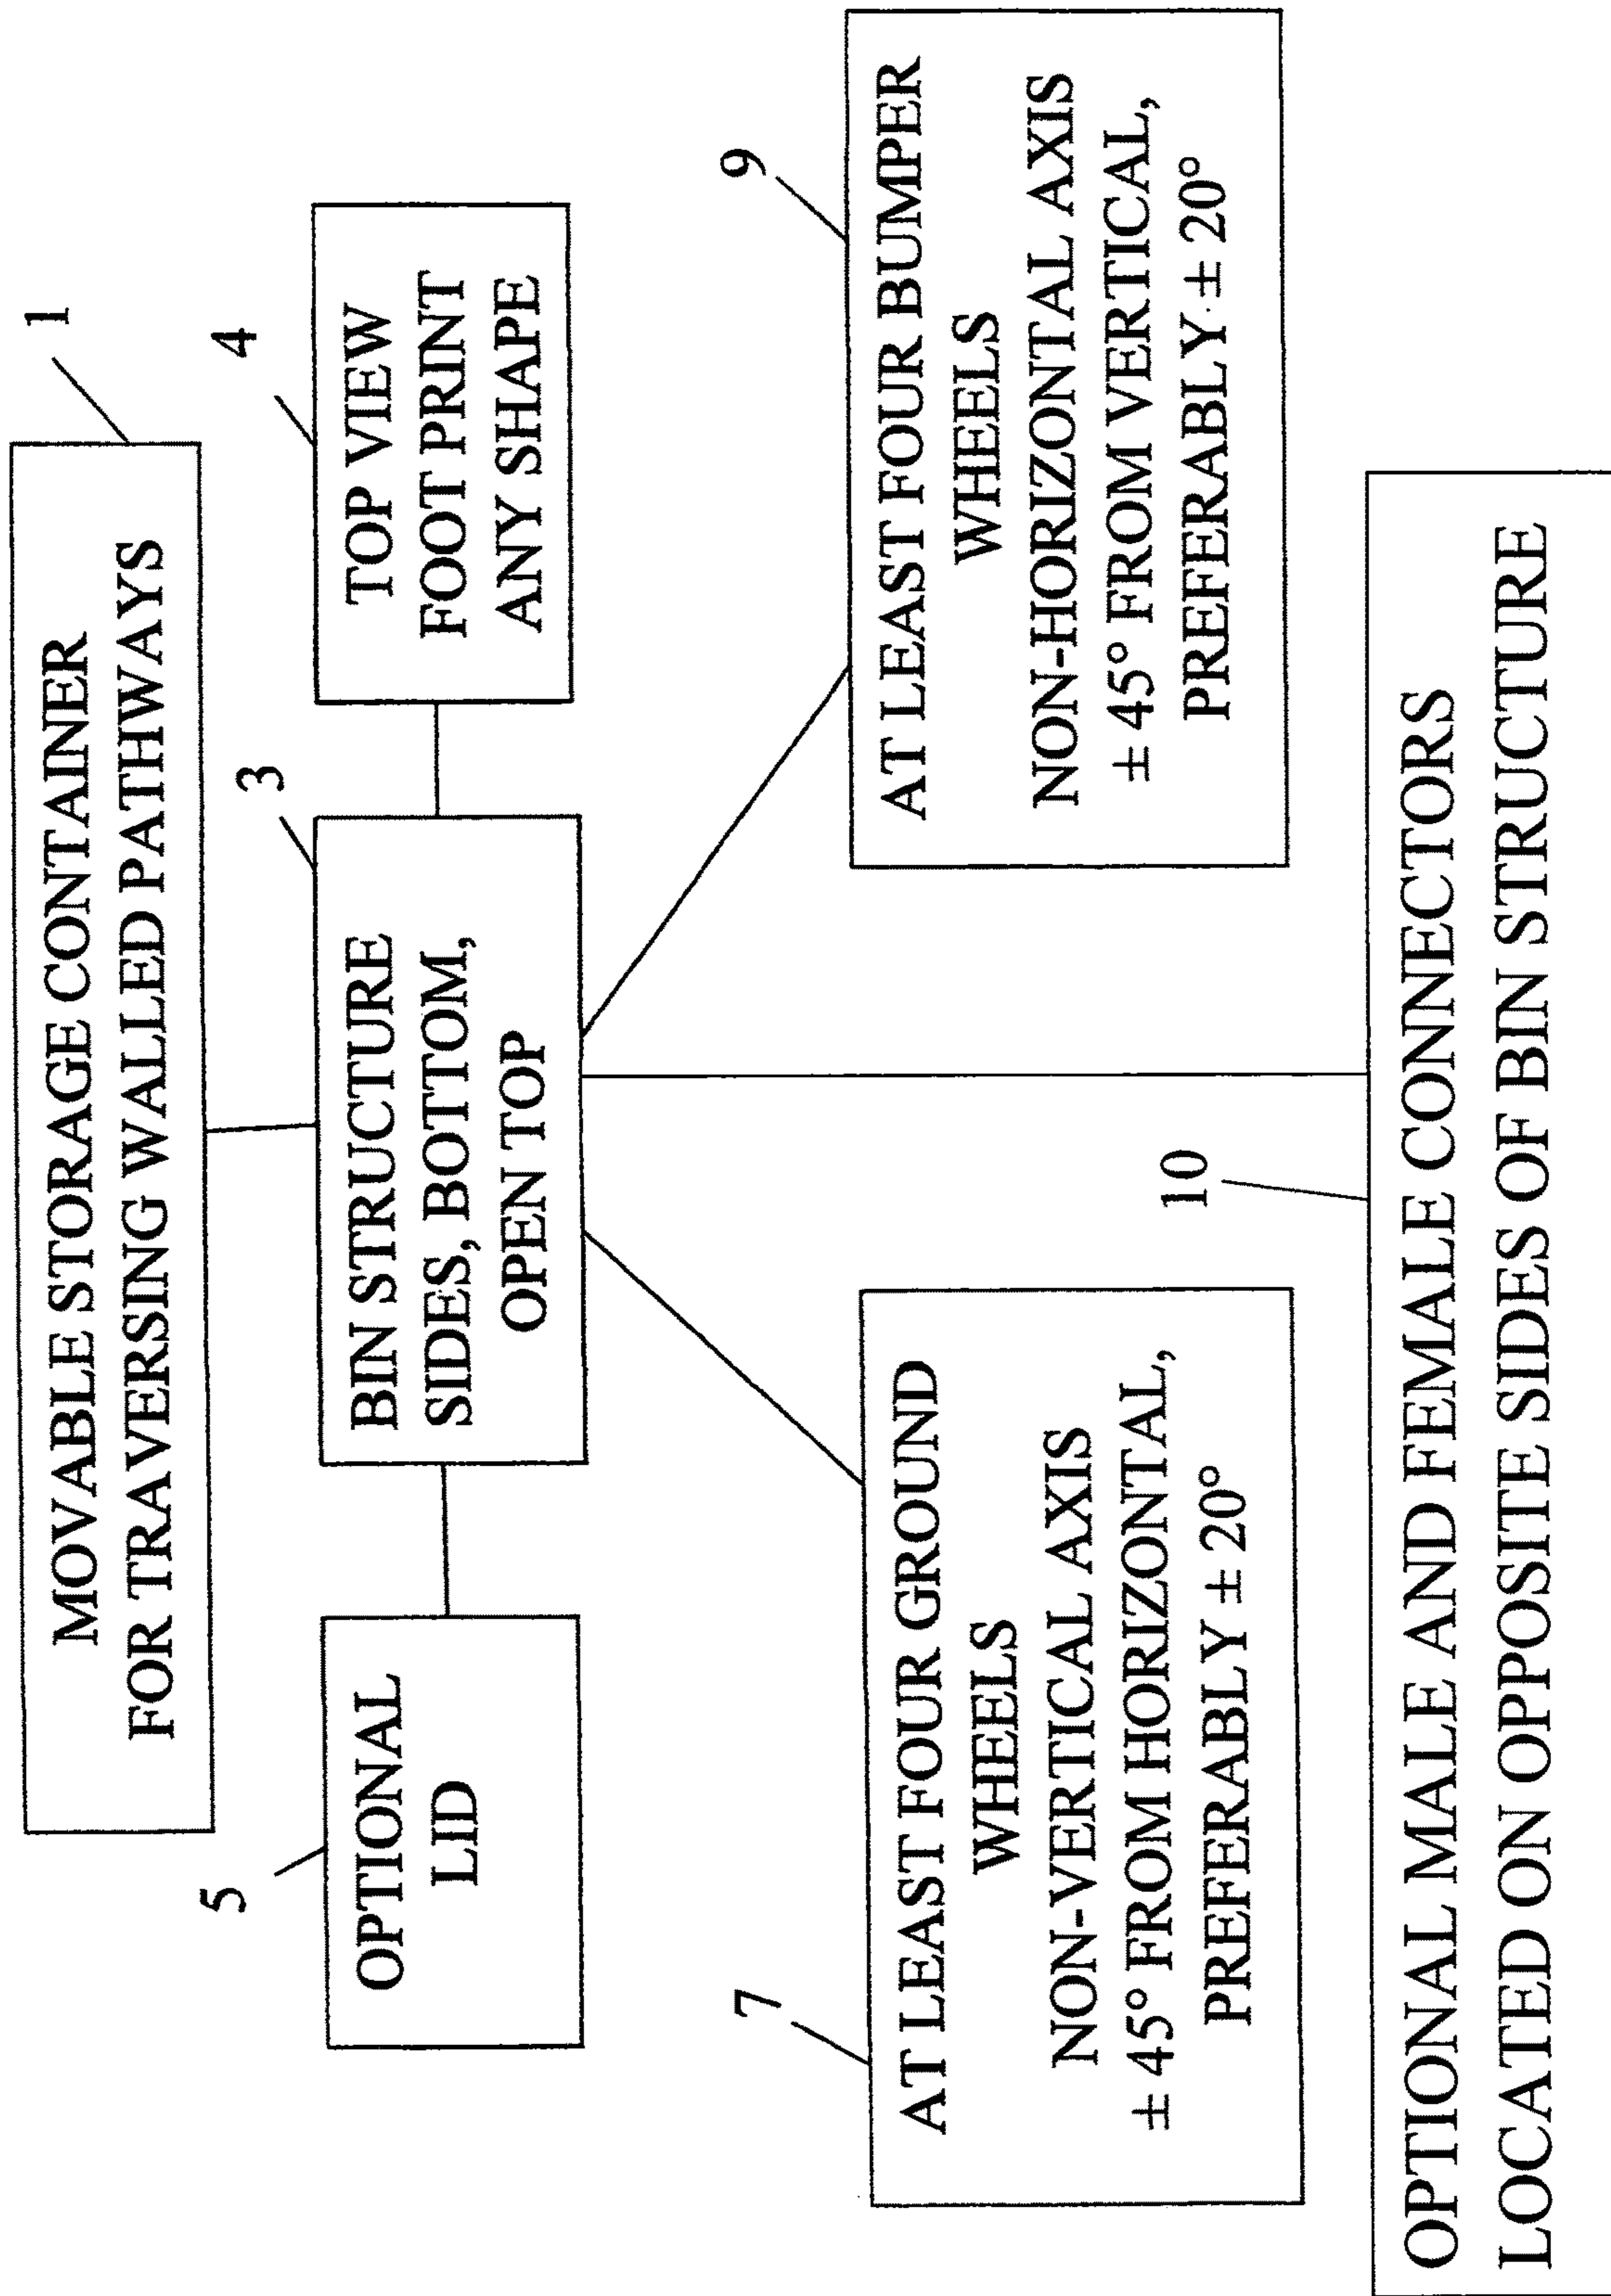 1
MOVABLE STORAGE CONTAINER
FOR TRAVERSING WALLED PATHWAYS
5
OPTIONAL
LID
3
BIN STRUCTURE
SIDES, BOTTOM,
OPEN TOP
4
TOP VIEW
FOOT PRINT
ANY SHAPE
7
AT LEAST FOUR GROUND
WHEELS
NON-VERTICAL AXIS
± 45° FROM HORIZONTAL,
PREFERABLY ± 20°
9
AT LEAST FOUR BUMPER
WHEELS
NON-HORIZONTAL AXIS
± 45° FROM VERTICAL,
PREFERABLY ± 20°
10
OPTIONAL MALE AND FEMALE CONNECTORS
LOCATED ON OPPOSITE SIDES OF BIN STRUCTURE